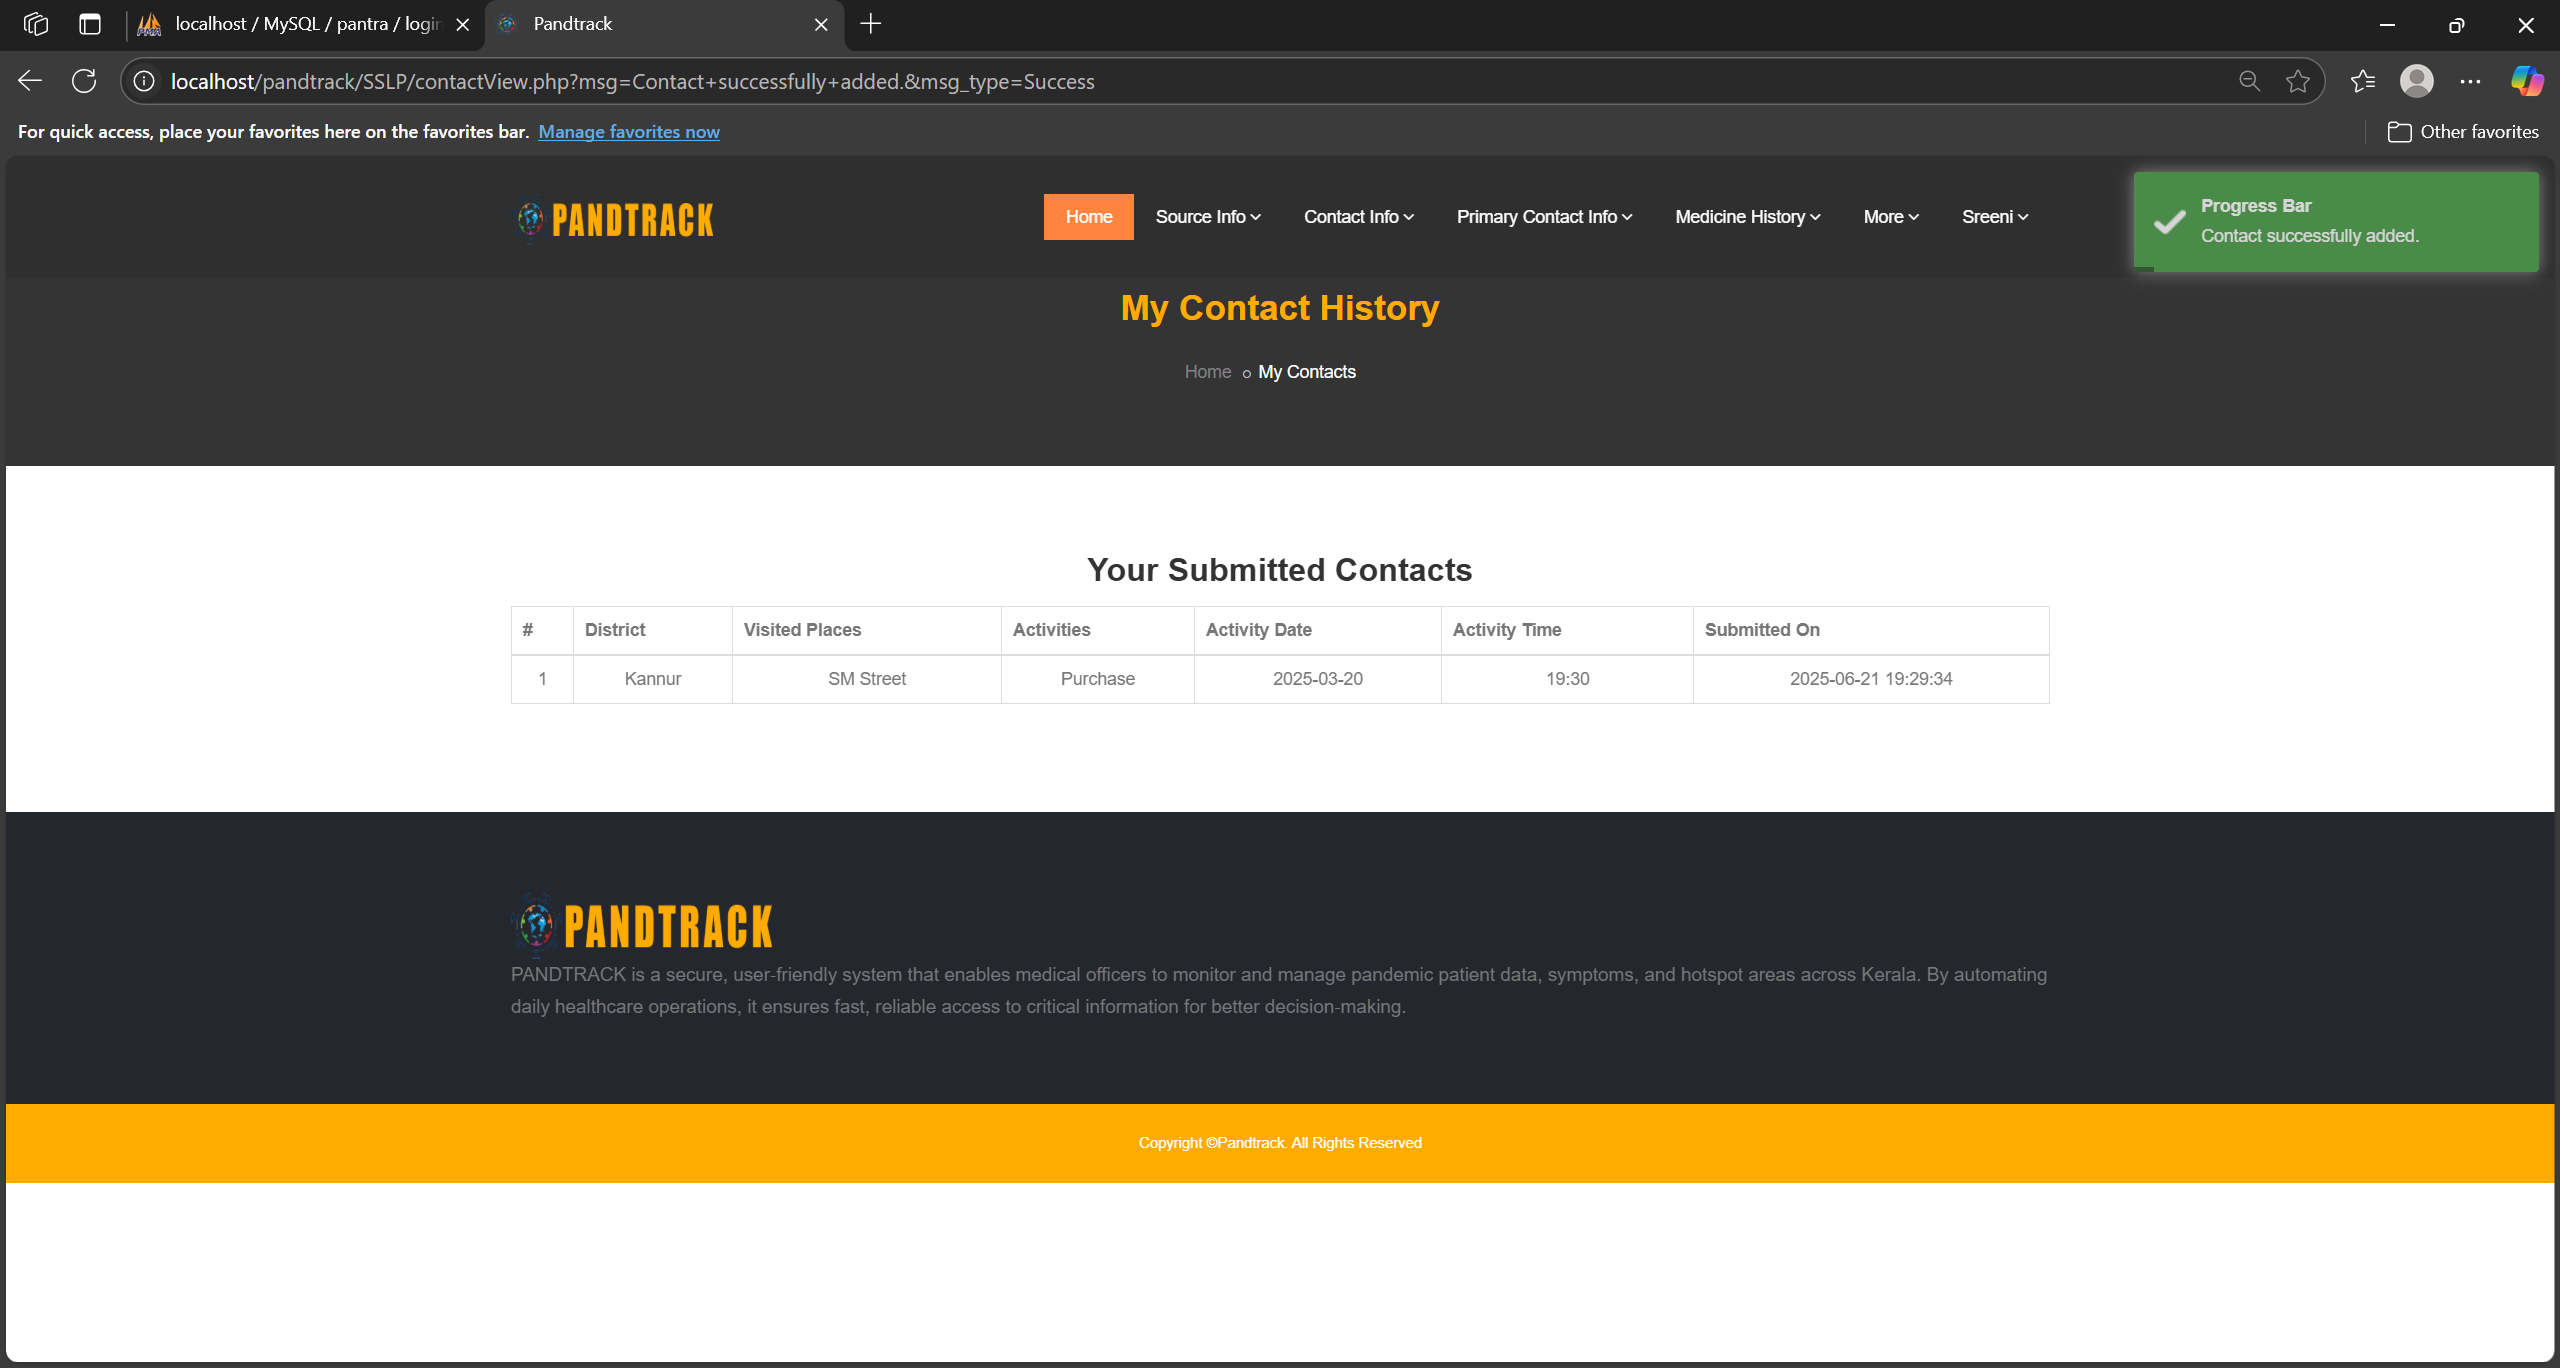 localhost / MySQL / pantra / login
Pandtrack
localhost/pandtrack/SSLP/contactView.php?msg=Contact+successfully+added.&msg_type=Success
For quick access, place your favorites here on the favorites bar. Manage favorites now
Other favorites
PANDTRACK
Home
Source Info
Contact Info
Primary Contact Info
Medicine History
More
Sreeni
Progress Bar
Contact successfully added.
My Contact History
Home My Contacts
Your Submitted Contacts
# District Visited Places Activities Activity Date Activity Time Submitted On
1 Kannur SM Street Purchase 2025-03-20 19:30 2025-06-21 19:29:34
PANDTRACK
PANDTRACK is a secure, user-friendly system that enables medical officers to monitor and manage pandemic patient data, symptoms, and hotspot areas across Kerala. By automating
daily healthcare operations, it ensures fast, reliable access to critical information for better decision-making.
Copyright ©Pandtrack. All Rights Reserved